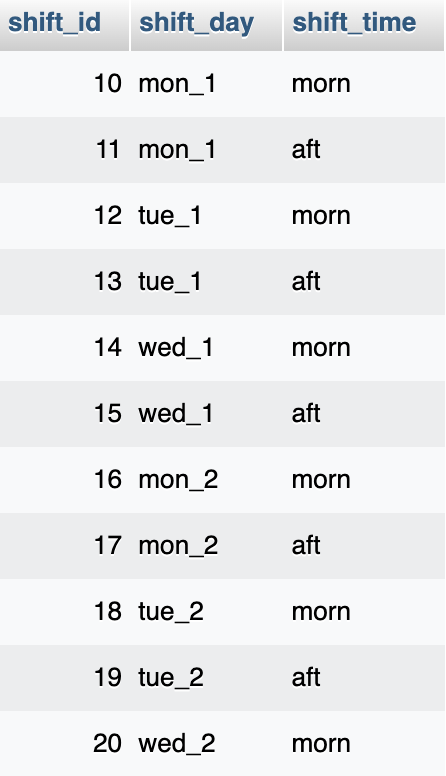 shift_id shift_day shift_time
10 mon_1 morn
11 mon_1 aft
12 tue_1 morn
13 tue_1 aft
14 wed_1 morn
15 wed_1 aft
16 mon_2 morn
17 mon_2 aft
18 tue_2 morn
19 tue_2 aft
20 wed_2 morn